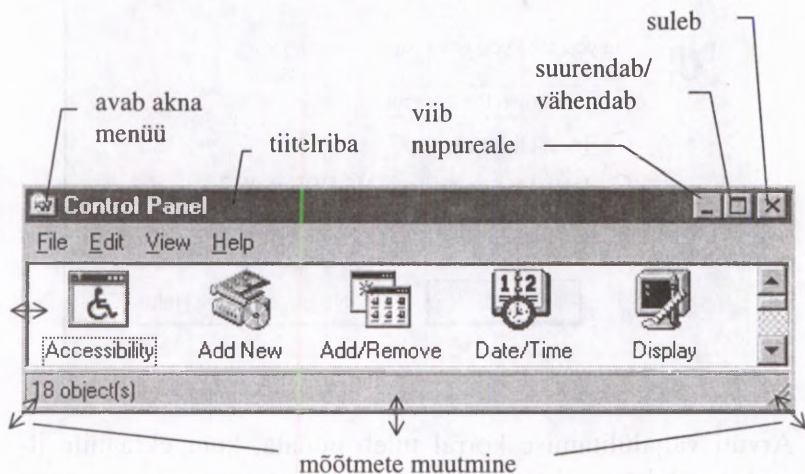 suleb
suurendab/
vähendab
avab akna
menüü
viib
nupureale
tiitelriba
Control Panel
File Edit View Help
Accessibility Add New Add/Remove Date/Time Display
18 object(s)
mõõtmete muutmine